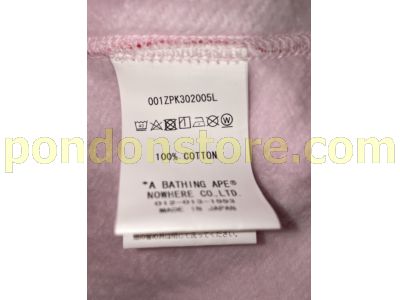 001ZPK302005L
100% COTTON
"A BATHING APE®
NOWHERE CO.,LTD.
012-013-1993
MADE IN JAPAN
pondonstore.com